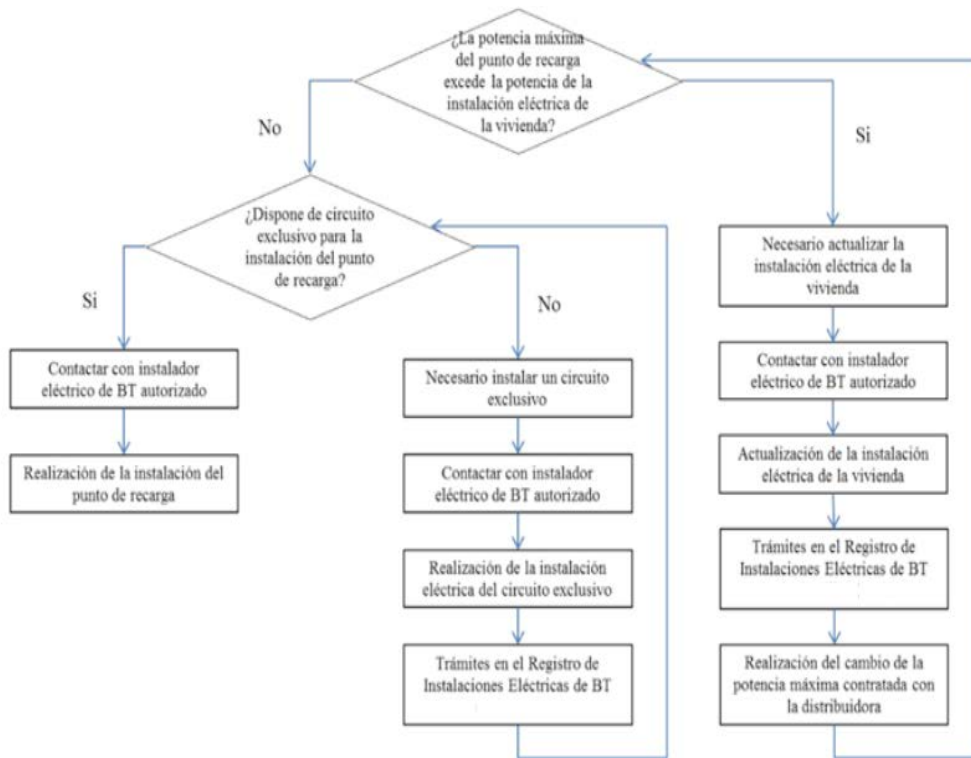 ¿La potencia máxima
del punto de recarga
excede la potencia de la
instalación eléctrica de
la vivienda?
No
Si
¿Dispone de circuito
exclusivo para la
instalación del punto
de recarga?
Si
No
Contactar con instalador
eléctrico de BT autorizado
Realización de la instalación del
punto de recarga
Necesario instalar un circuito
exclusivo
Contactar con instalador
eléctrico de BT autorizado
Realización de la instalación
eléctrica del circuito exclusivo
Trámites en el Registro de
Instalaciones Eléctricas de BT
Necesario actualizar la
instalación eléctrica de la
vivienda
Contactar con instalador
eléctrico de BT autorizado
Actualización de la instalación
eléctrica de la vivienda
Trámites en el Registro de
Instalaciones Eléctricas de BT
Realización del cambio de la
potencia máxima contratada con
la distribuidora